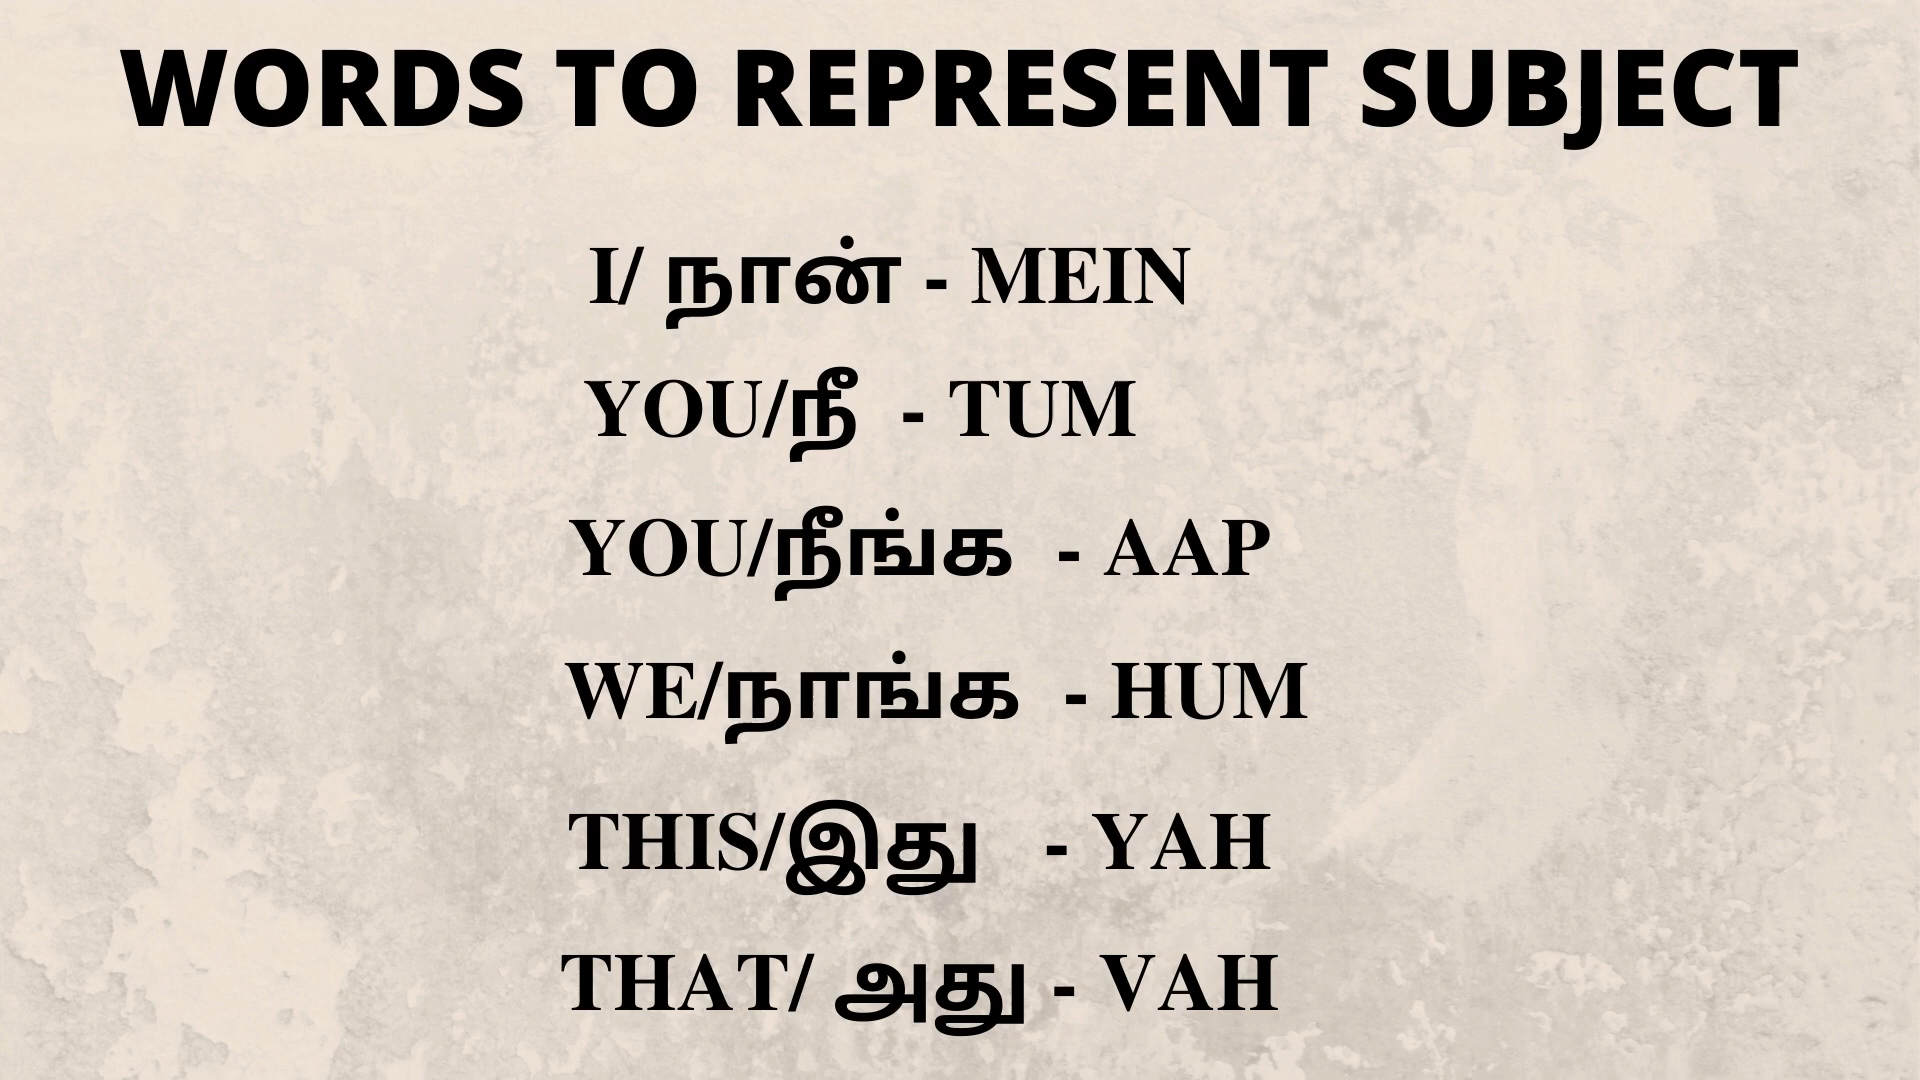 WORDS TO REPRESENT SUBJECT
I/ நான் - MEIN
YOU/நீ - TUM
YOU/நீங்க - AAP
WE/நாங்க - HUM
THIS/இது - YAH
THAT/ அது - VAH